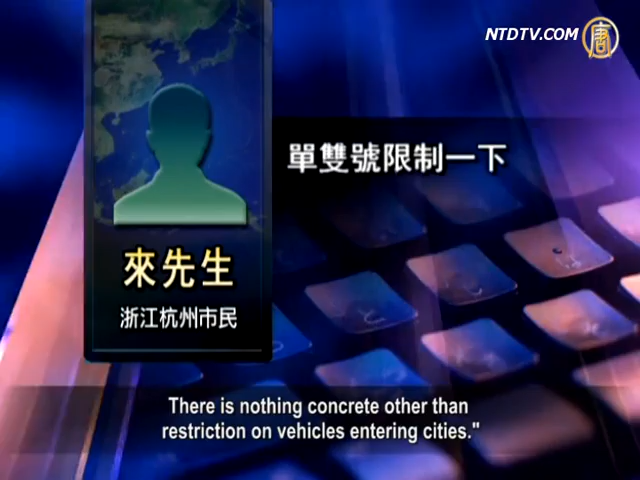 NTDTV.COM 唐
單雙號限制一下
來先生
浙江杭州市民
There is nothing concrete other than
restriction on vehicles entering cities."